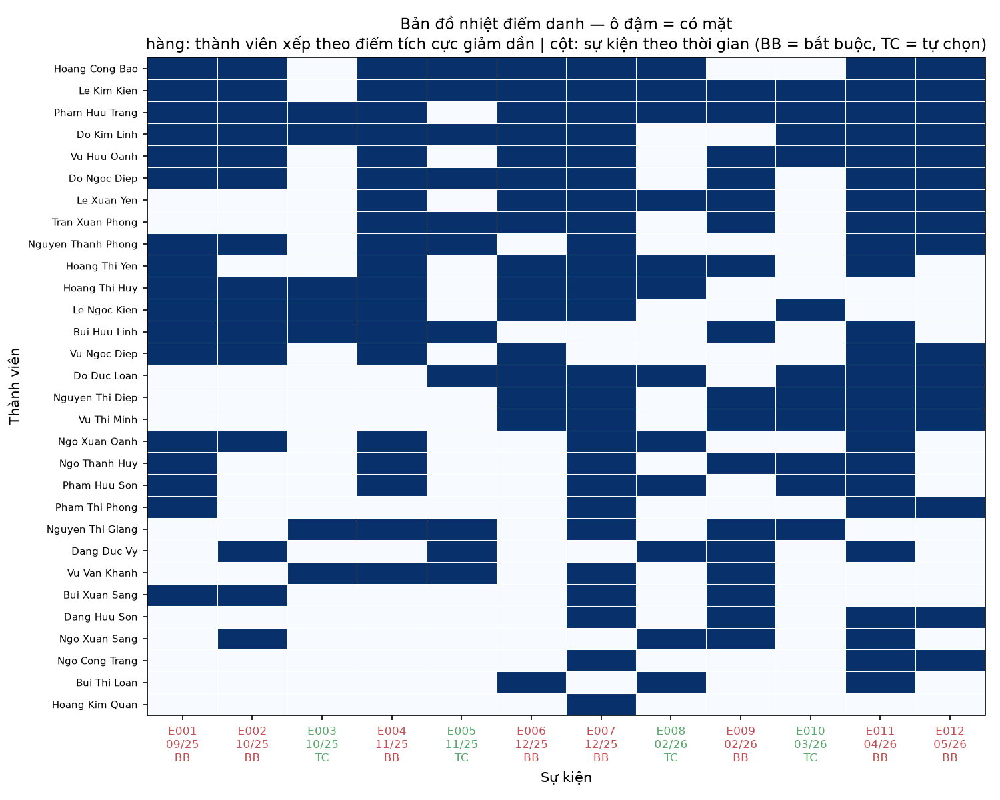 Bản đồ nhiệt điểm danh — ô đậm = có mặt
hàng: thành viên xếp theo điểm tích cực giảm dần | cột: sự kiện theo thời gian (BB = bắt buộc, TC = tự chọn)
Thành viên
Hoang Cong Bao
Le Kim Kien
Pham Huu Trang
Do Kim Linh
Vu Huu Oanh
Do Ngoc Diep
Le Xuan Yen
Tran Xuan Phong
Nguyen Thanh Phong
Hoang Thi Yen
Hoang Thi Huy
Le Ngoc Kien
Bui Huu Linh
Vu Ngoc Diep
Do Duc Loan
Nguyen Thi Diep
Vu Thi Minh
Ngo Xuan Oanh
Ngo Thanh Huy
Pham Huu Son
Pham Thi Phong
Nguyen Thi Giang
Dang Duc Vy
Vu Van Khanh
Bui Xuan Sang
Dang Huu Son
Ngo Xuan Sang
Ngo Cong Trang
Bui Thi Loan
Hoang Kim Quan
E001 E002 E003 E004 E005 E006 E007 E008 E009 E010 E011 E012
09/25 10/25 10/25 11/25 11/25 12/25 12/25 02/26 02/26 03/26 04/26 05/26
BB BB TC BB TC BB BB TC BB TC BB BB
Sự kiện